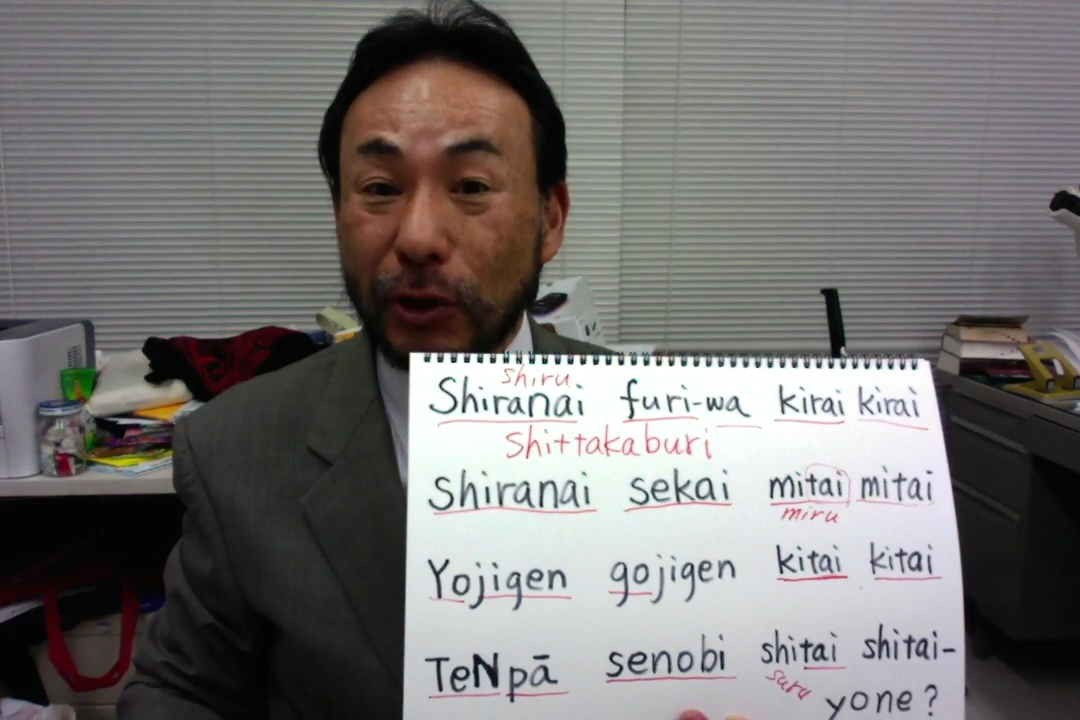 shiru
Shiranai furi-wa kirai kirai
Shittakaburi
shiranai sekai mitai mitai
miru
Yojigen gojigen kitai kitai
TeNpā senobi shitai shitai-
suru
yone?